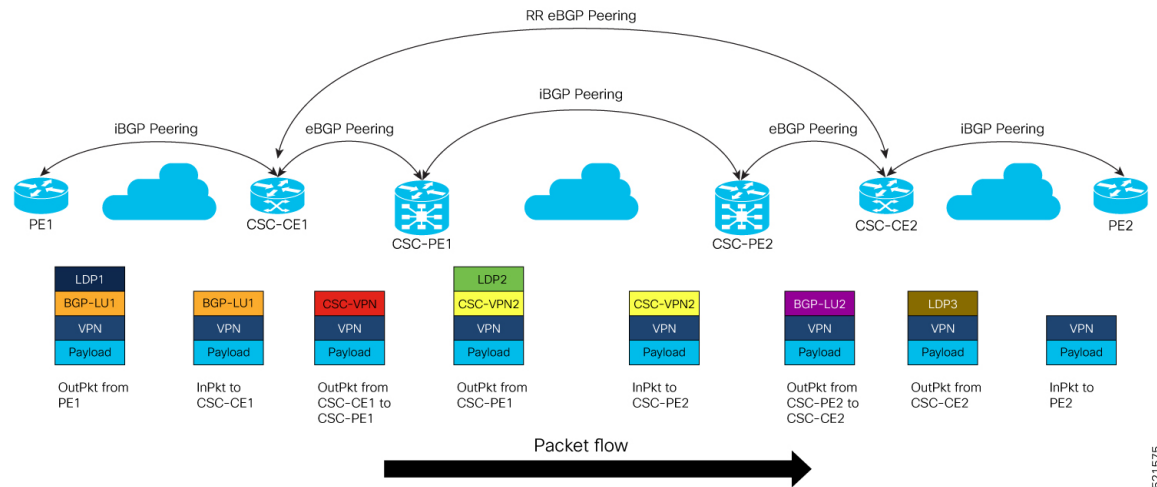 RR eBGP Peering
iBGP Peering
iBGP Peering
eBGP Peering
eBGP Peering
iBGP Peering
PE1
CSC-CE1
CSC-PE1
CSC-PE2
CSC-CE2
PE2
LDP1
BGP-LU1
VPN
Payload
OutPkt from
PE1
BGP-LU1
VPN
Payload
InPkt to
CSC-CE1
CSC-VPN
VPN
Payload
OutPkt from
CSC-CE1 to
CSC-PE1
LDP2
CSC-VPN2
VPN
Payload
OutPkt from
CSC-PE1
CSC-VPN2
VPN
Payload
InPkt to
CSC-PE2
BGP-LU2
VPN
Payload
OutPkt from
CSC-PE2 to
CSC-CE2
LDP3
VPN
Payload
OutPkt from
CSC-CE2
VPN
Payload
InPkt to
PE2
Packet flow
521575